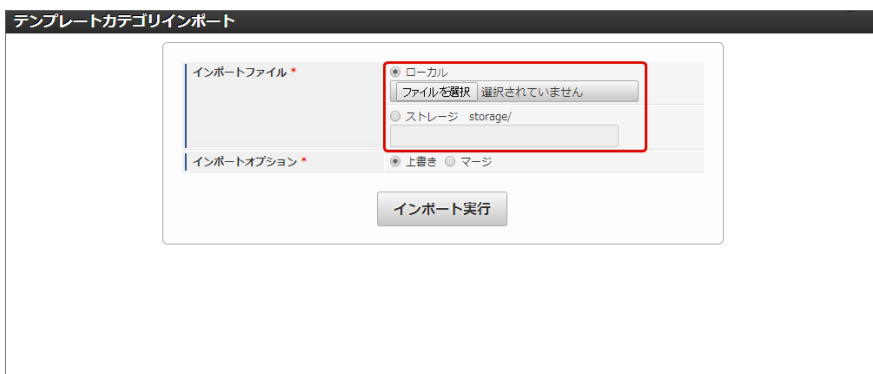 テンプレートカテゴリインポート
インポートファイル *
ローカル
ファイルを選択 選択されていません
ストレージ storage/
インポートオプション *
上書き マージ
インポート実行